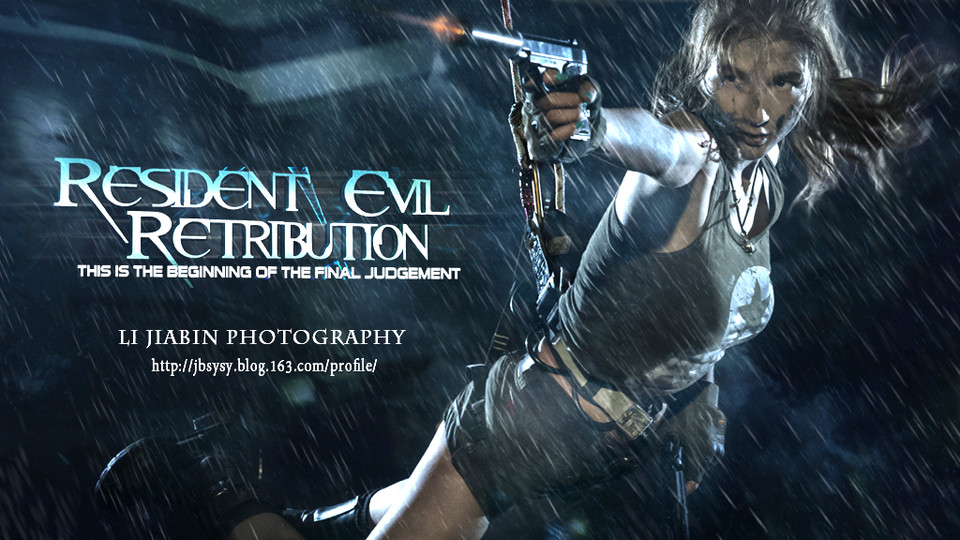 RESIDENT EVIL
RETRIBUTION
THIS IS THE BEGINNING OF THE FINAL JUDGEMENT
LI JIABIN PHOTOGRAPHY
http://jbsysy.blog.163.com/profile/